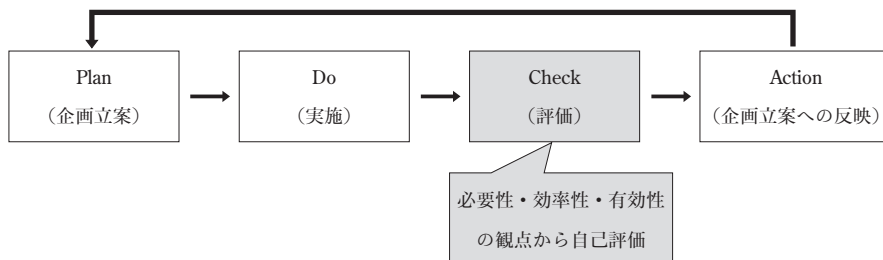 Plan
（企画立案）
Do
（実施）
Check
（評価）
Action
（企画立案への反映）
必要性・効率性・有効性
の観点から自己評価